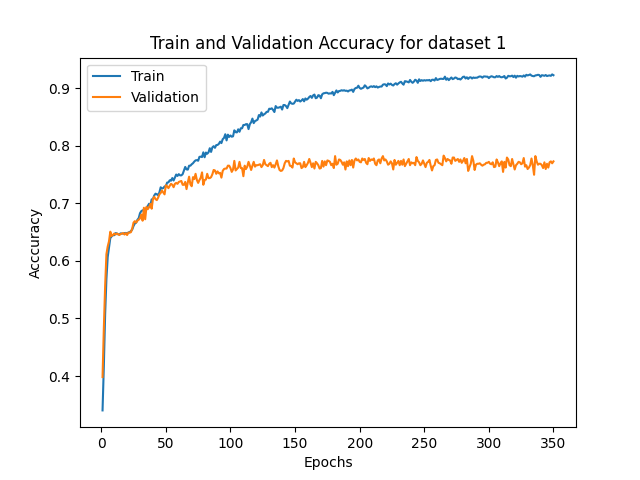 Train and Validation Accuracy for dataset 1
Train
Validation
0.9
0.8
0.7
0.6
0.5
0.4
Acccuracy
0 50 100 150 200 250 300 350
Epochs